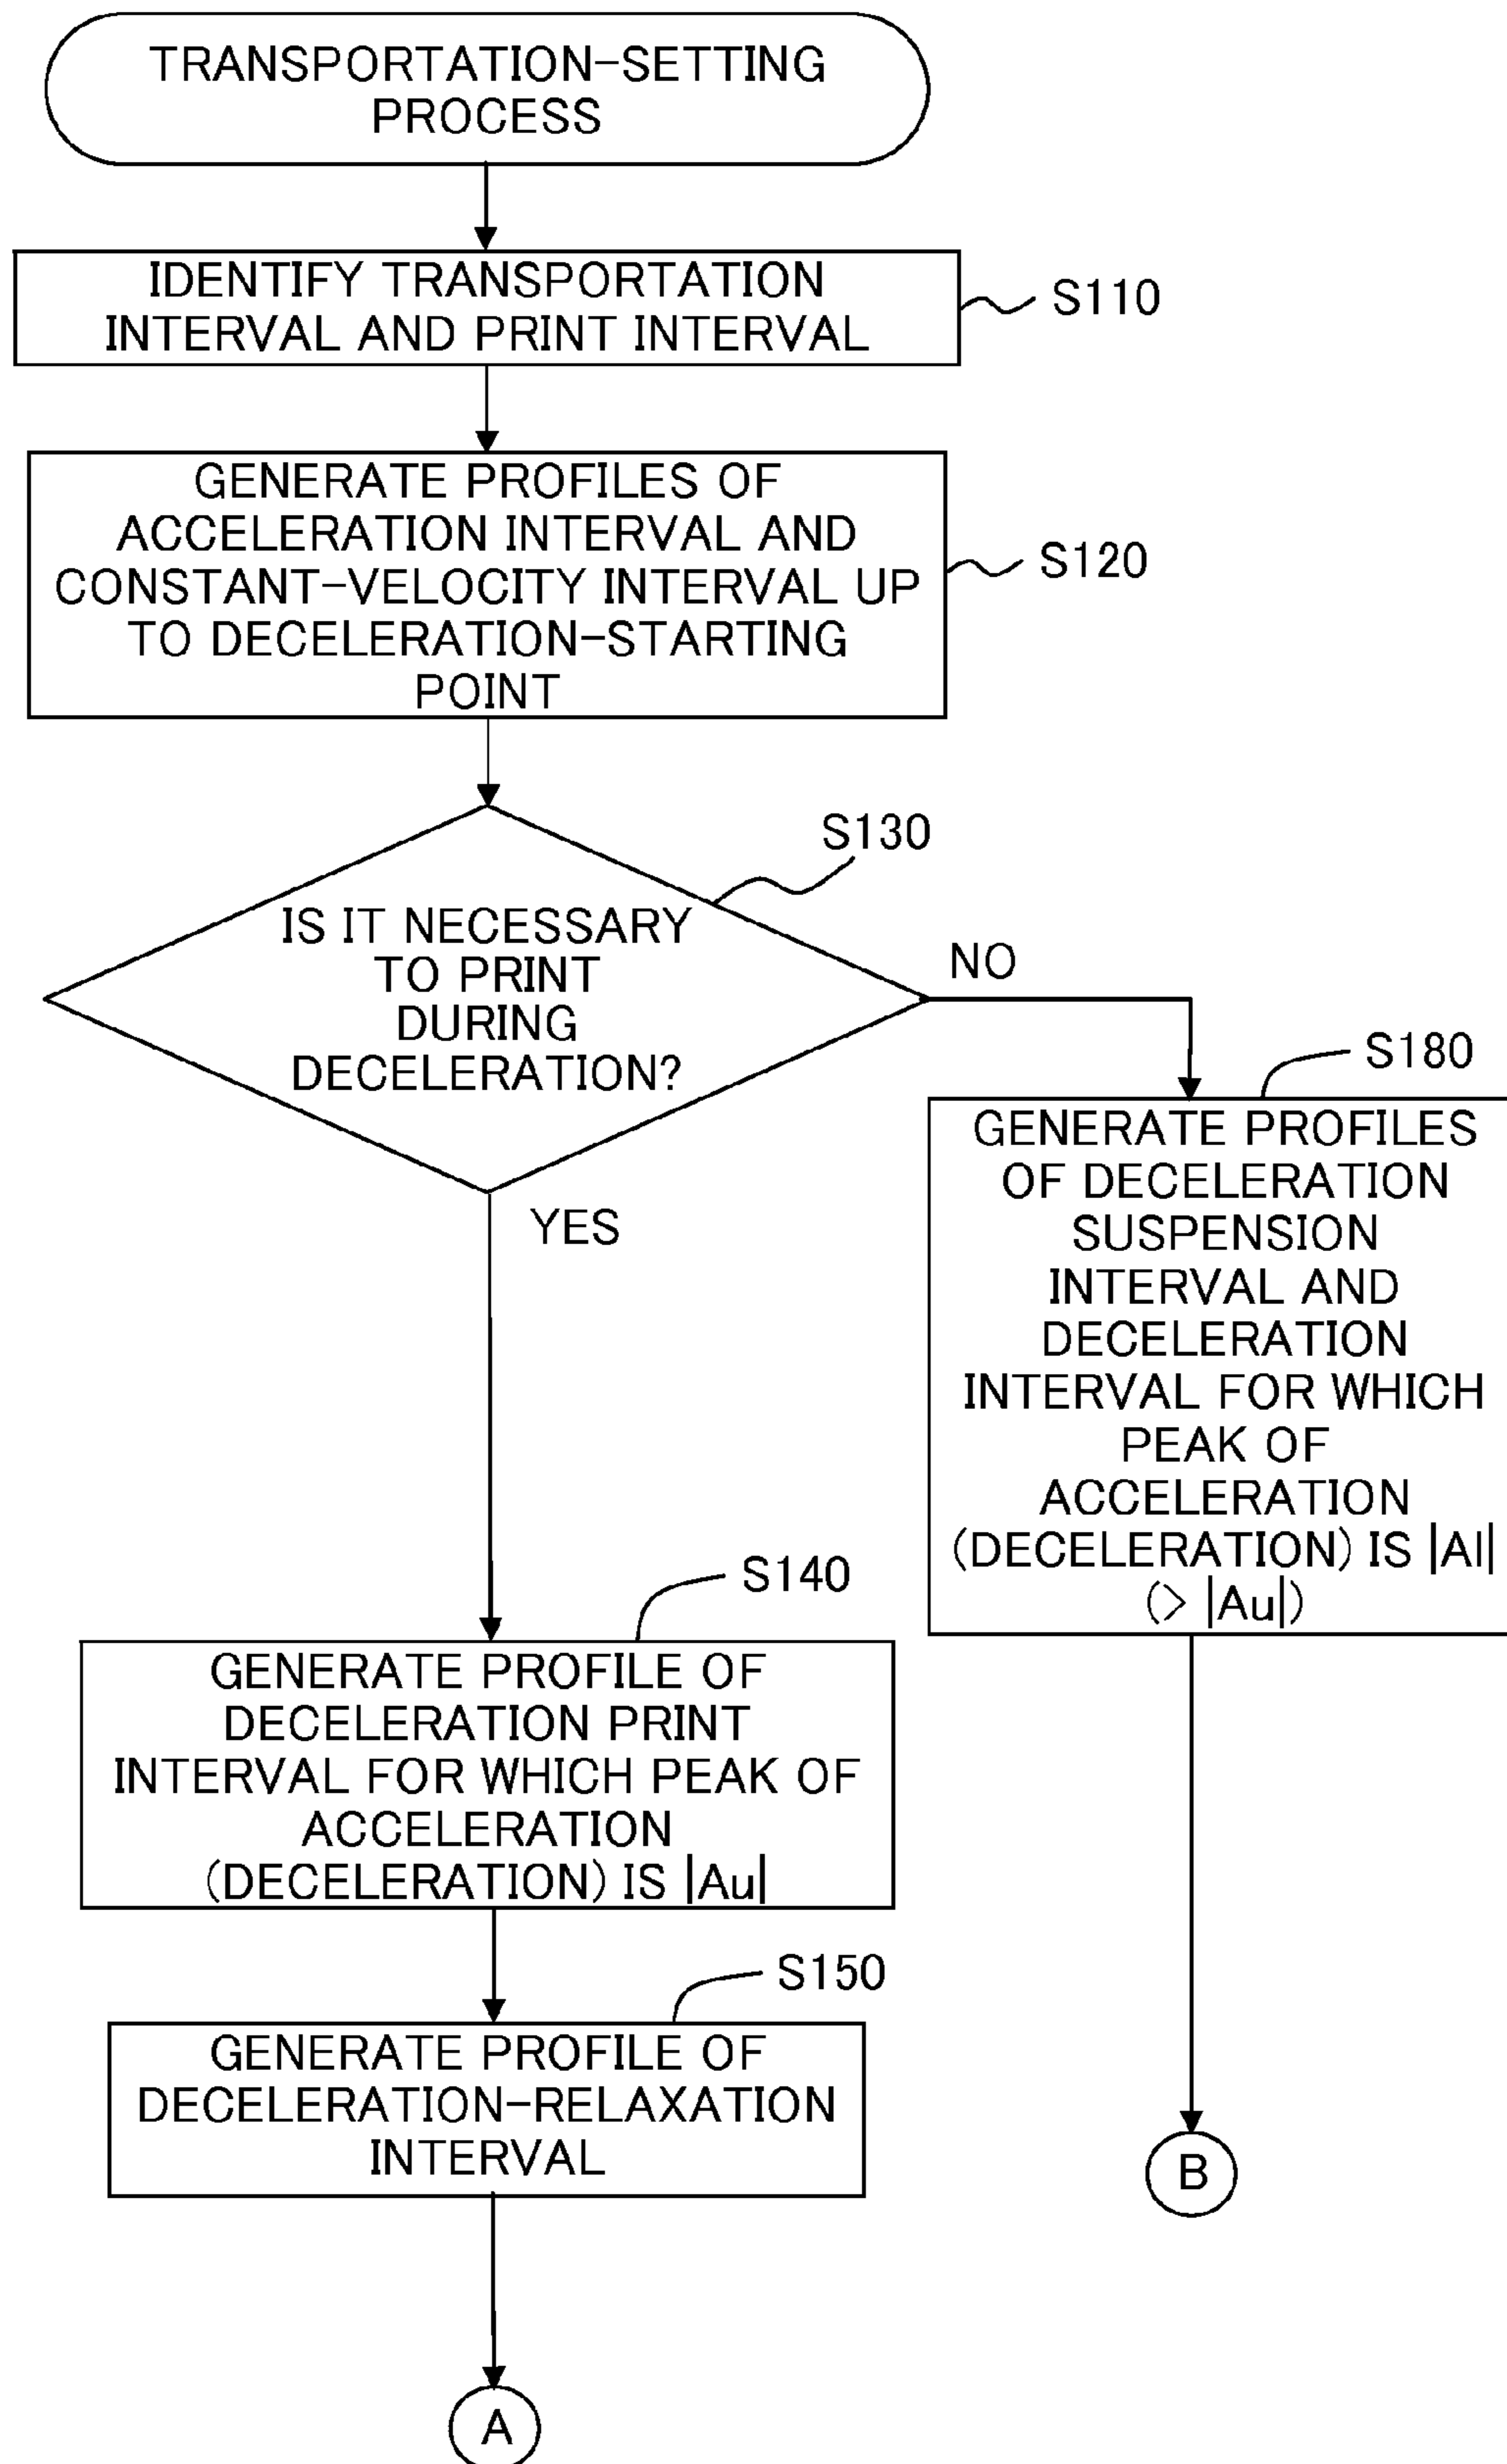 TRANSPORTATION-SETTING
PROCESS
IDENTIFY TRANSPORTATION
INTERVAL AND PRINT INTERVAL
S110
GENERATE PROFILES OF
ACCELERATION INTERVAL AND
CONSTANT-VELOCITY INTERVAL UP
TO DECELERATION-STARTING
POINT
S120
S130
IS IT NECESSARY
TO PRINT
DURING
DECELERATION?
NO
YES
S180
GENERATE PROFILES
OF DECELERATION
SUSPENSION
INTERVAL AND
DECELERATION
INTERVAL FOR WHICH
PEAK OF
ACCELERATION
(DECELERATION) IS |Al|
(> |Au|)
S140
GENERATE PROFILE OF
DECELERATION PRINT
INTERVAL FOR WHICH PEAK OF
ACCELERATION
(DECELERATION) IS |Au|
S150
GENERATE PROFILE OF
DECELERATION-RELAXATION
INTERVAL
B
A